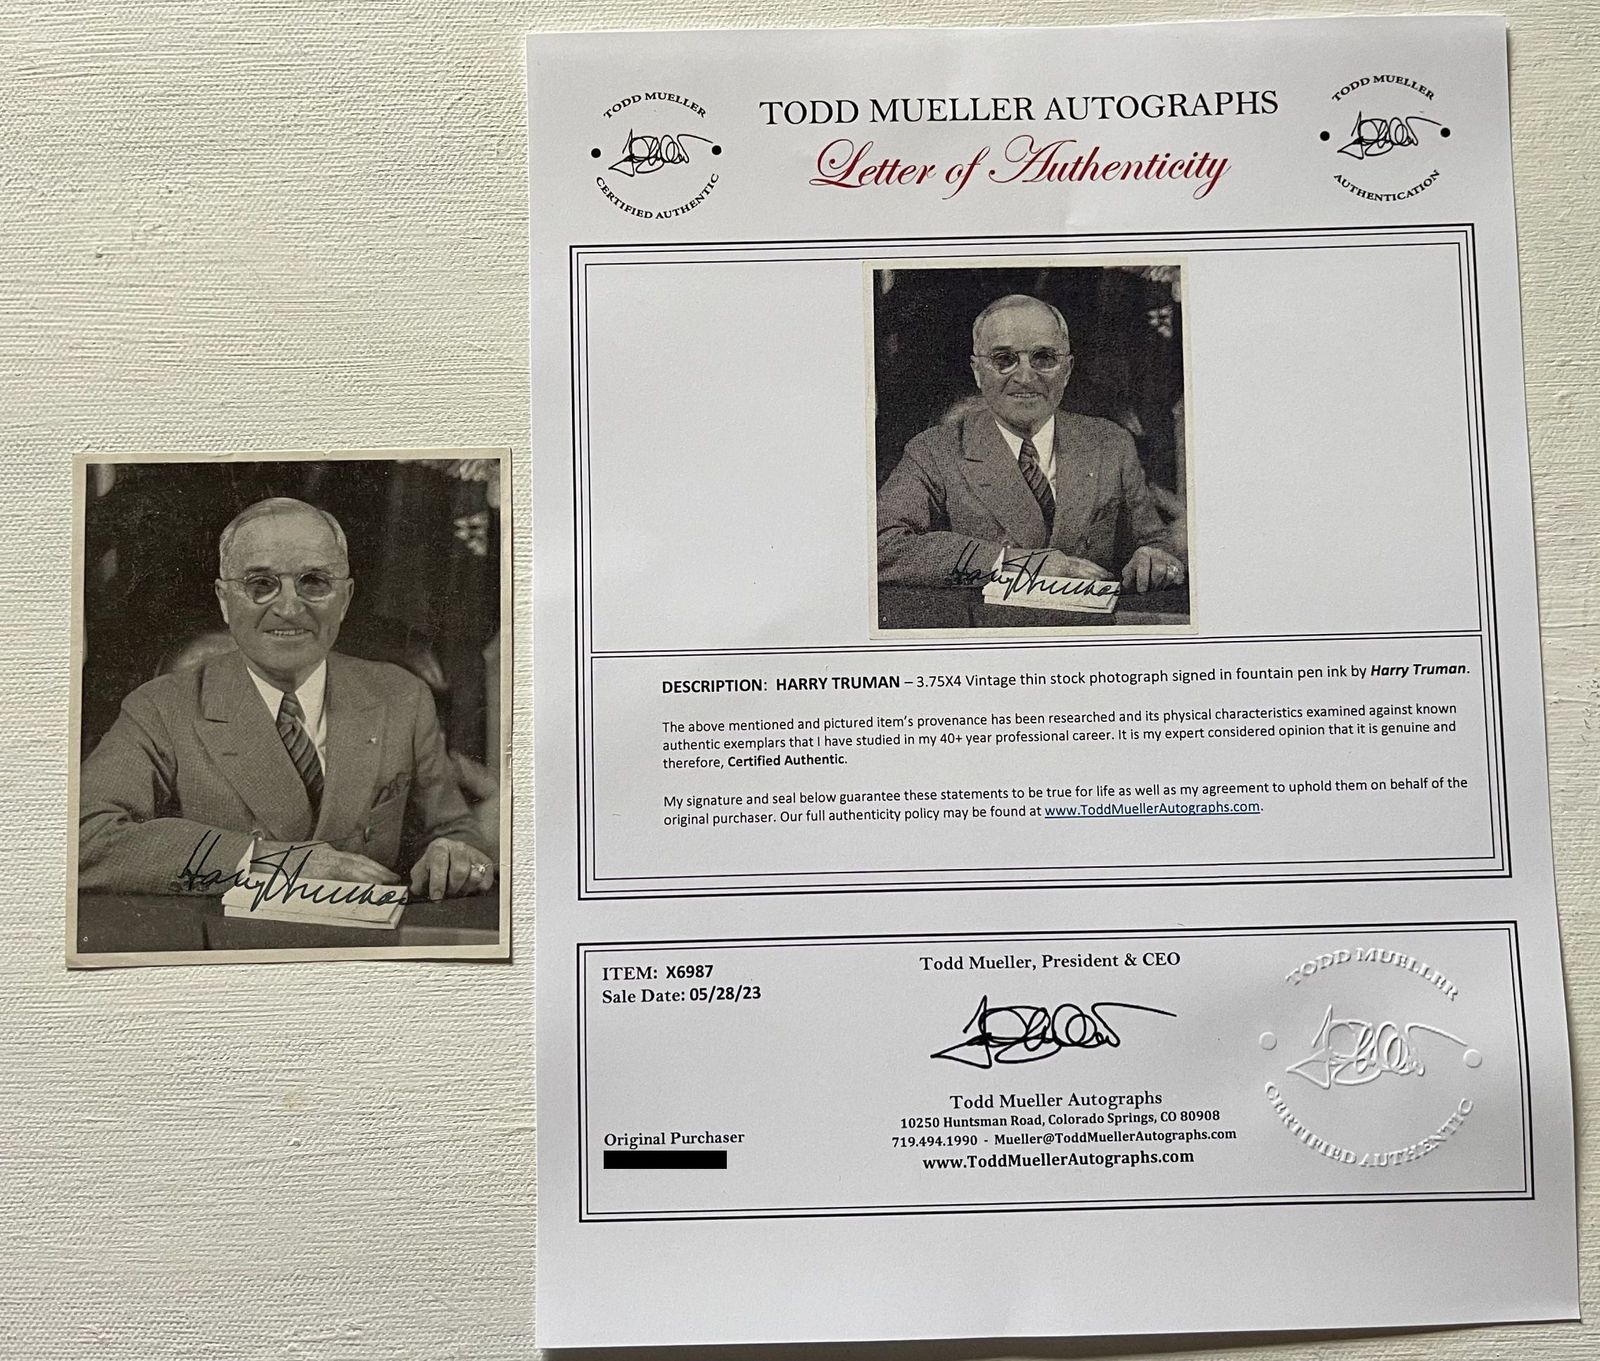 TODD MUELLER
CERTIFIED AUTHENTIC
TODD MUELLER AUTOGRAPHS
Letter of Authenticity
TODD MUELLER
AUTHENTICATION
Harry Truman
Harry Truman
DESCRIPTION: HARRY TRUMAN – 3.75X4 Vintage thin stock photograph signed in fountain pen ink by Harry Truman.
The above mentioned and pictured item's provenance has been researched and its physical characteristics examined against known
authentic exemplars that I have studied in my 40+ year professional career. It is my expert considered opinion that it is genuine and
therefore, Certified Authentic.
My signature and seal below guarantee these statements to be true for life as well as my agreement to uphold them on behalf of the
original purchaser. Our full authenticity policy may be found at www.ToddMuellerAutographs.com.
ITEM: X6987
Sale Date: 05/28/23
Original Purchaser
Todd Mueller, President & CEO
Todd Mueller Autographs
10250 Huntsman Road, Colorado Springs, CO 80908
719.494.1990 - Mueller@ToddMuellerAutographs.com
www.ToddMuellerAutographs.com
TODD MUELLER
CERTIFIED AUTHENTIC